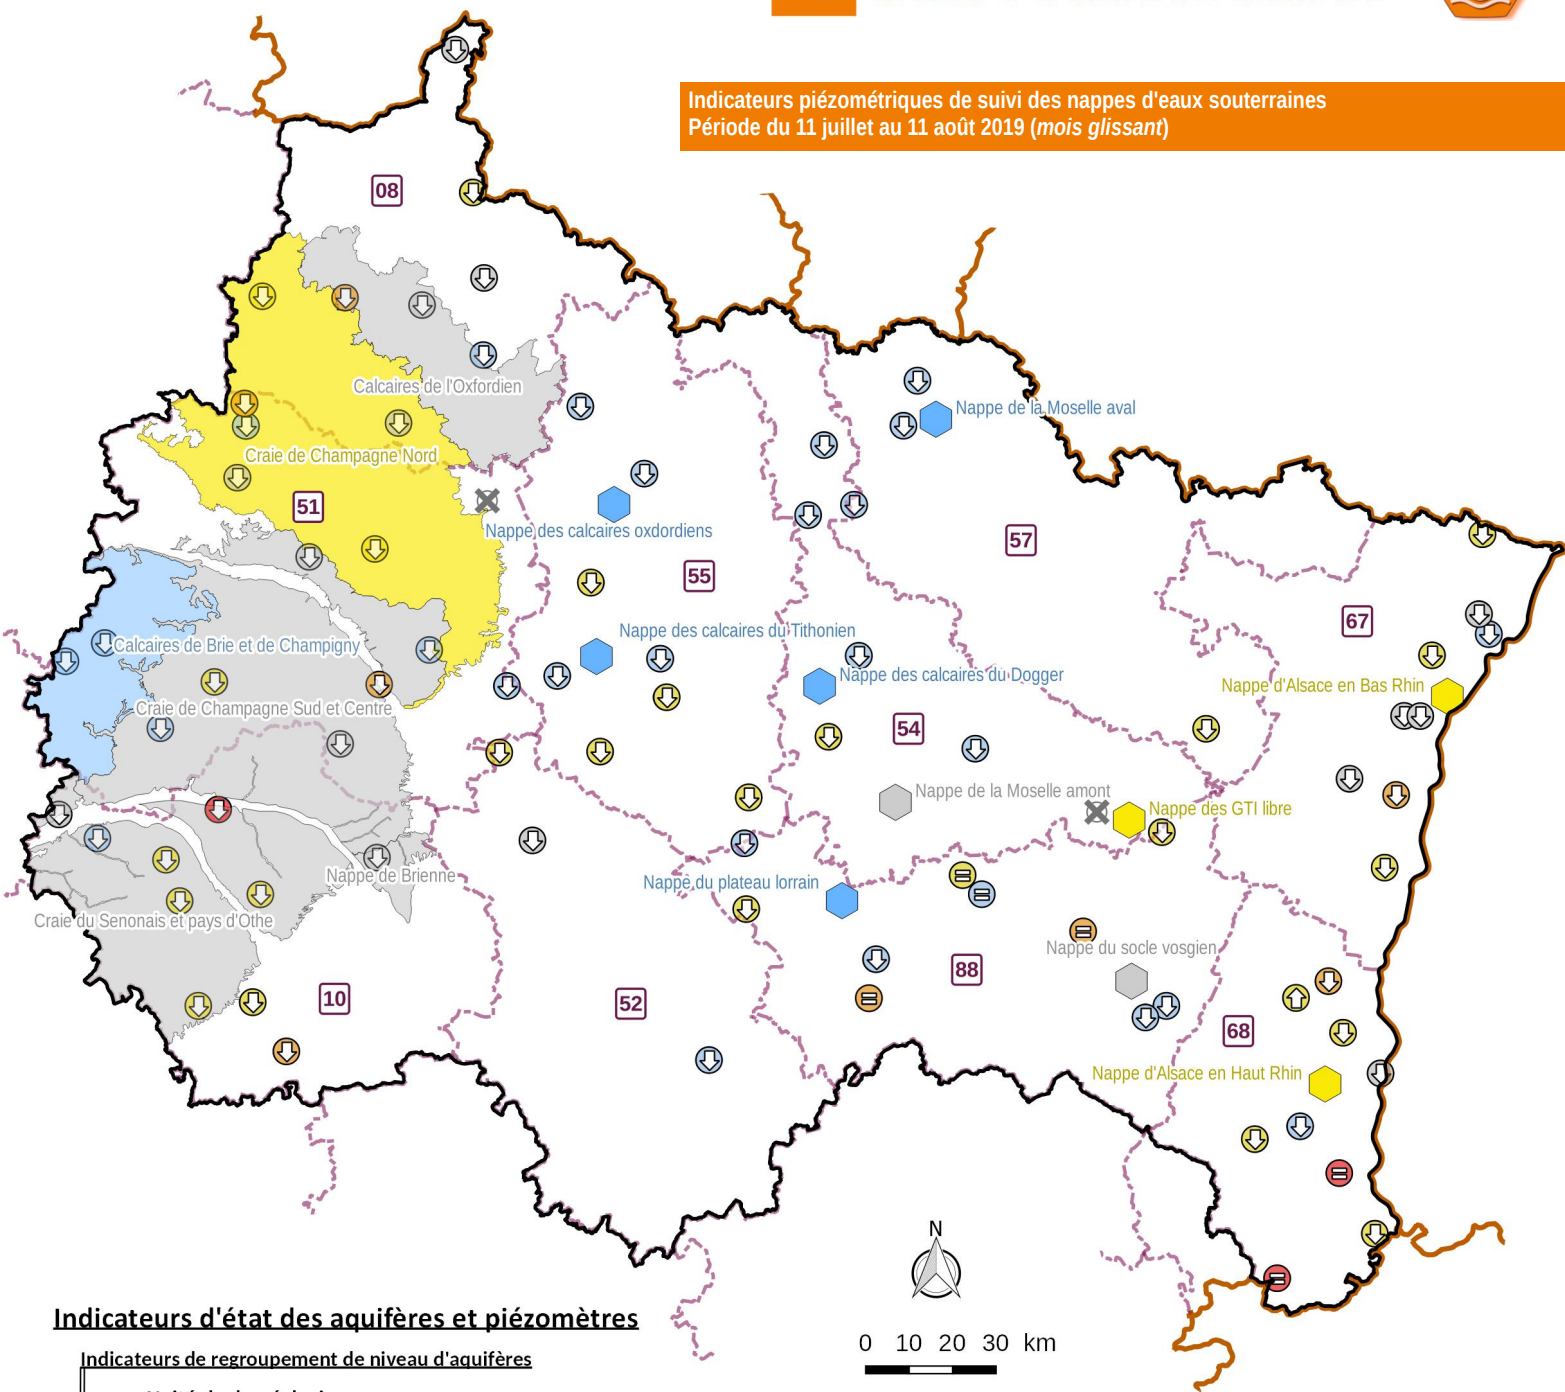 Indicateurs piézométriques de suivi des nappes d'eaux souterraines
Période du 11 juillet au 11 août 2019 (mois glissant)
08
Calcaires de l'Oxfordien
Nappe de la Moselle aval
Craie de Champagne Nord
51
Nappe des calcaires oxdordiens
57
55
67
Nappe des calcaires du Tithonien
Calcaires de Brie et de Champigny
Nappe des calcaires du Dogger
Nappe d'Alsace en Bas Rhin
Craie de Champagne Sud et Centre
54
Nappe de la Moselle amont
Nappe des GTI libre
Nappe de Brienne
Nappe du plateau lorrain
Craie du Senonais et pays d'Othe
Nappe du socle vosgien
88
10
52
68
Nappe d'Alsace en Haut Rhin
N
Indicateurs d'état des aquifères et piézomètres
0 10 20 30 km
Indicateurs de regroupement de niveau d'aquifères